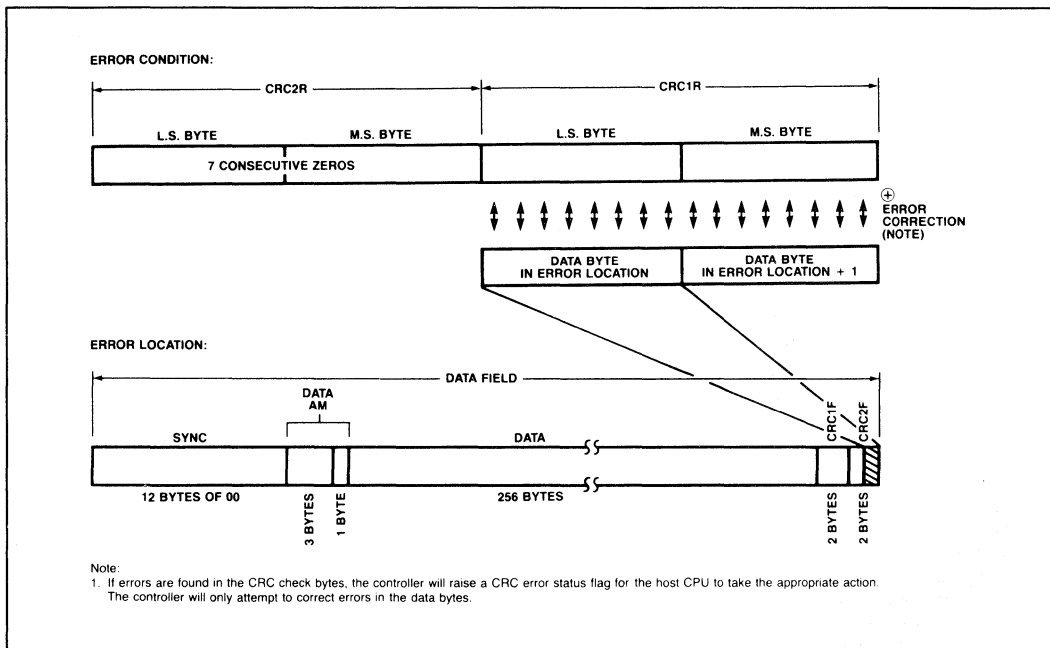 ERROR CONDITION:
CRC2R
CRC1R
L.S. BYTE
M.S. BYTE
L.S. BYTE
M.S. BYTE
7 CONSECUTIVE ZEROS
⊕
ERROR
CORRECTION
(NOTE)
DATA BYTE
IN ERROR LOCATION
DATA BYTE
IN ERROR LOCATION + 1
ERROR LOCATION:
DATA FIELD
DATA
AM
SYNC
DATA
CRC1F
CRC2F
12 BYTES OF 00
3 BYTES
1 BYTE
256 BYTES
2 BYTES
2 BYTES
Note:
1. If errors are found in the CRC check bytes, the controller will raise a CRC error status flag for the host CPU to take the appropriate action.
The controller will only attempt to correct errors in the data bytes.